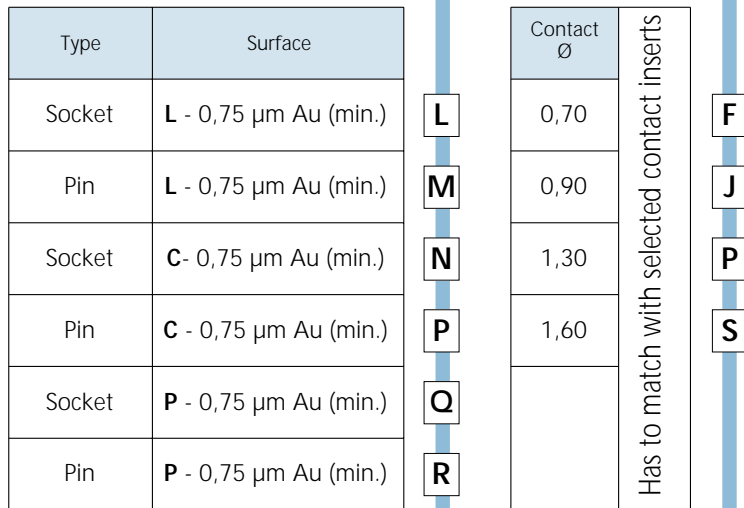 Type Surface
Socket L - 0,75 µm Au (min.) L
Pin L - 0,75 µm Au (min.) M
Socket C- 0,75 µm Au (min.) N
Pin C - 0,75 µm Au (min.) P
Socket P - 0,75 µm Au (min.) Q
Pin P - 0,75 µm Au (min.) R
Contact
Ø
0,70 F
0,90 J
1,30 P
1,60 S
Has to match with selected contact inserts